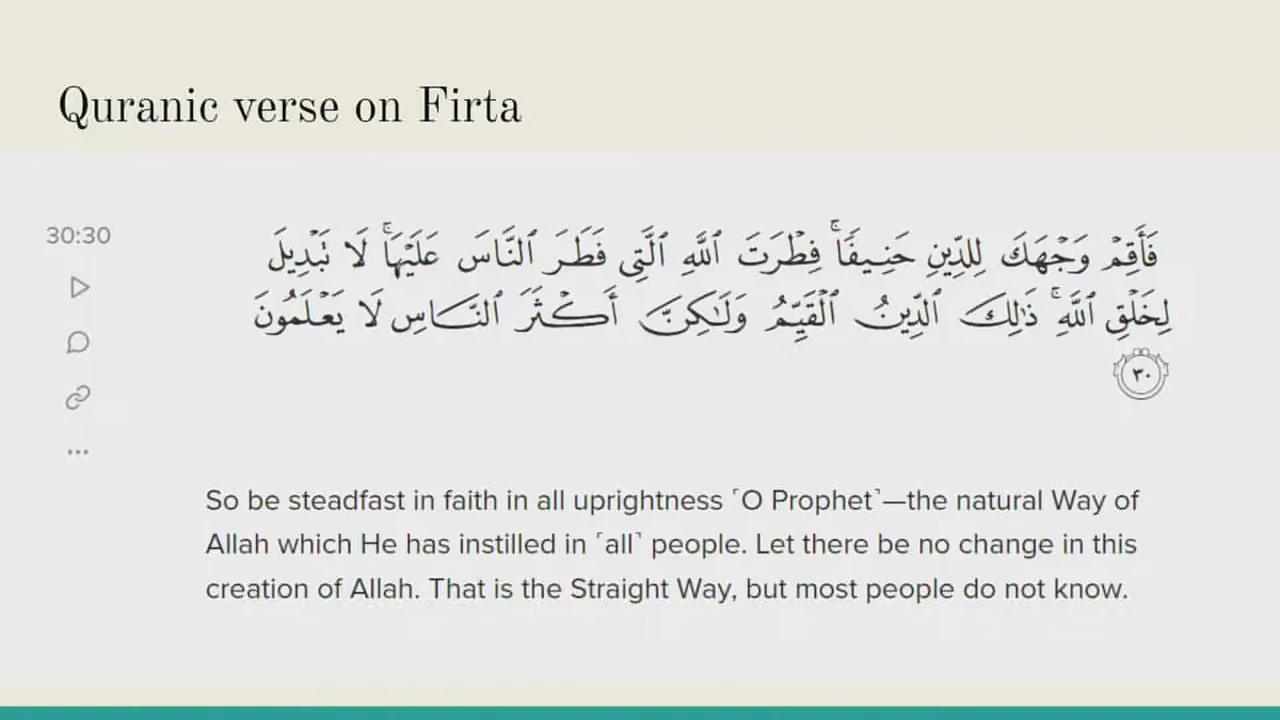 Quranic verse on Firta
30:30
فَأَقِمْ وَجْهَكَ لِلدِّينِ حَنِيفًا ۚ فِطْرَتَ ٱللَّهِ ٱلَّتِى فَطَرَ ٱلنَّاسَ عَلَيْهَا ۚ لَا تَبْدِيلَ
لِخَلْقِ ٱللَّهِ ۚ ذَٰلِكَ ٱلدِّينُ ٱلْقَيِّمُ وَلَـٰكِنَّ أَكْثَرَ ٱلنَّاسِ لَا يَعْلَمُونَ
٣٠
So be steadfast in faith in all uprightness ˹O Prophet˺—the natural Way of
Allah which He has instilled in ˹all˺ people. Let there be no change in this
creation of Allah. That is the Straight Way, but most people do not know.